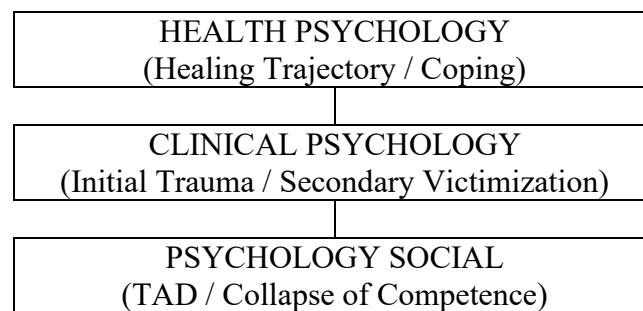 HEALTH PSYCHOLOGY
(Healing Trajectory / Coping)
CLINICAL PSYCHOLOGY
(Initial Trauma / Secondary Victimization)
PSYCHOLOGY SOCIAL
(TAD / Collapse of Competence)